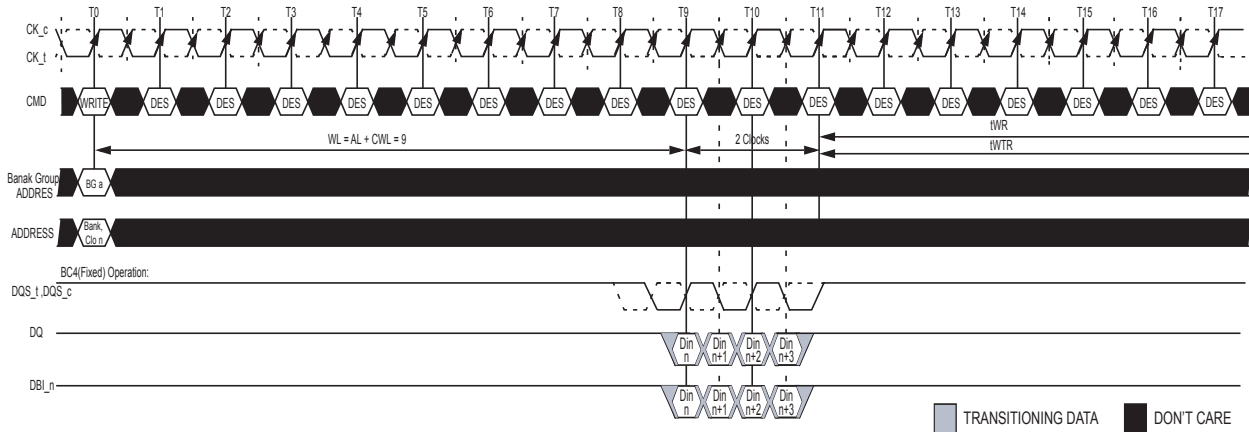 T0 T1 T2 T3 T4 T5 T6 T7 T8 T9 T10 T11 T12 T13 T14 T15 T16 T17
CK_c
CK_t
CMD WRITE DES DES DES DES DES DES DES DES DES DES DES DES DES DES DES DES DES
WL = AL + CWL = 9
2 Clocks
tWR
tWTR
Banak Group
ADDRES
BG a
ADDRESS
Bank,
Clo n
BC4(Fixed) Operation:
DQS_t ,DQS_c
DQ
Din Din Din Din
n n+1 n+2 n+3
DBI_n
Din Din Din Din
n n+1 n+2 n+3
TRANSITIONING DATA DON'T CARE